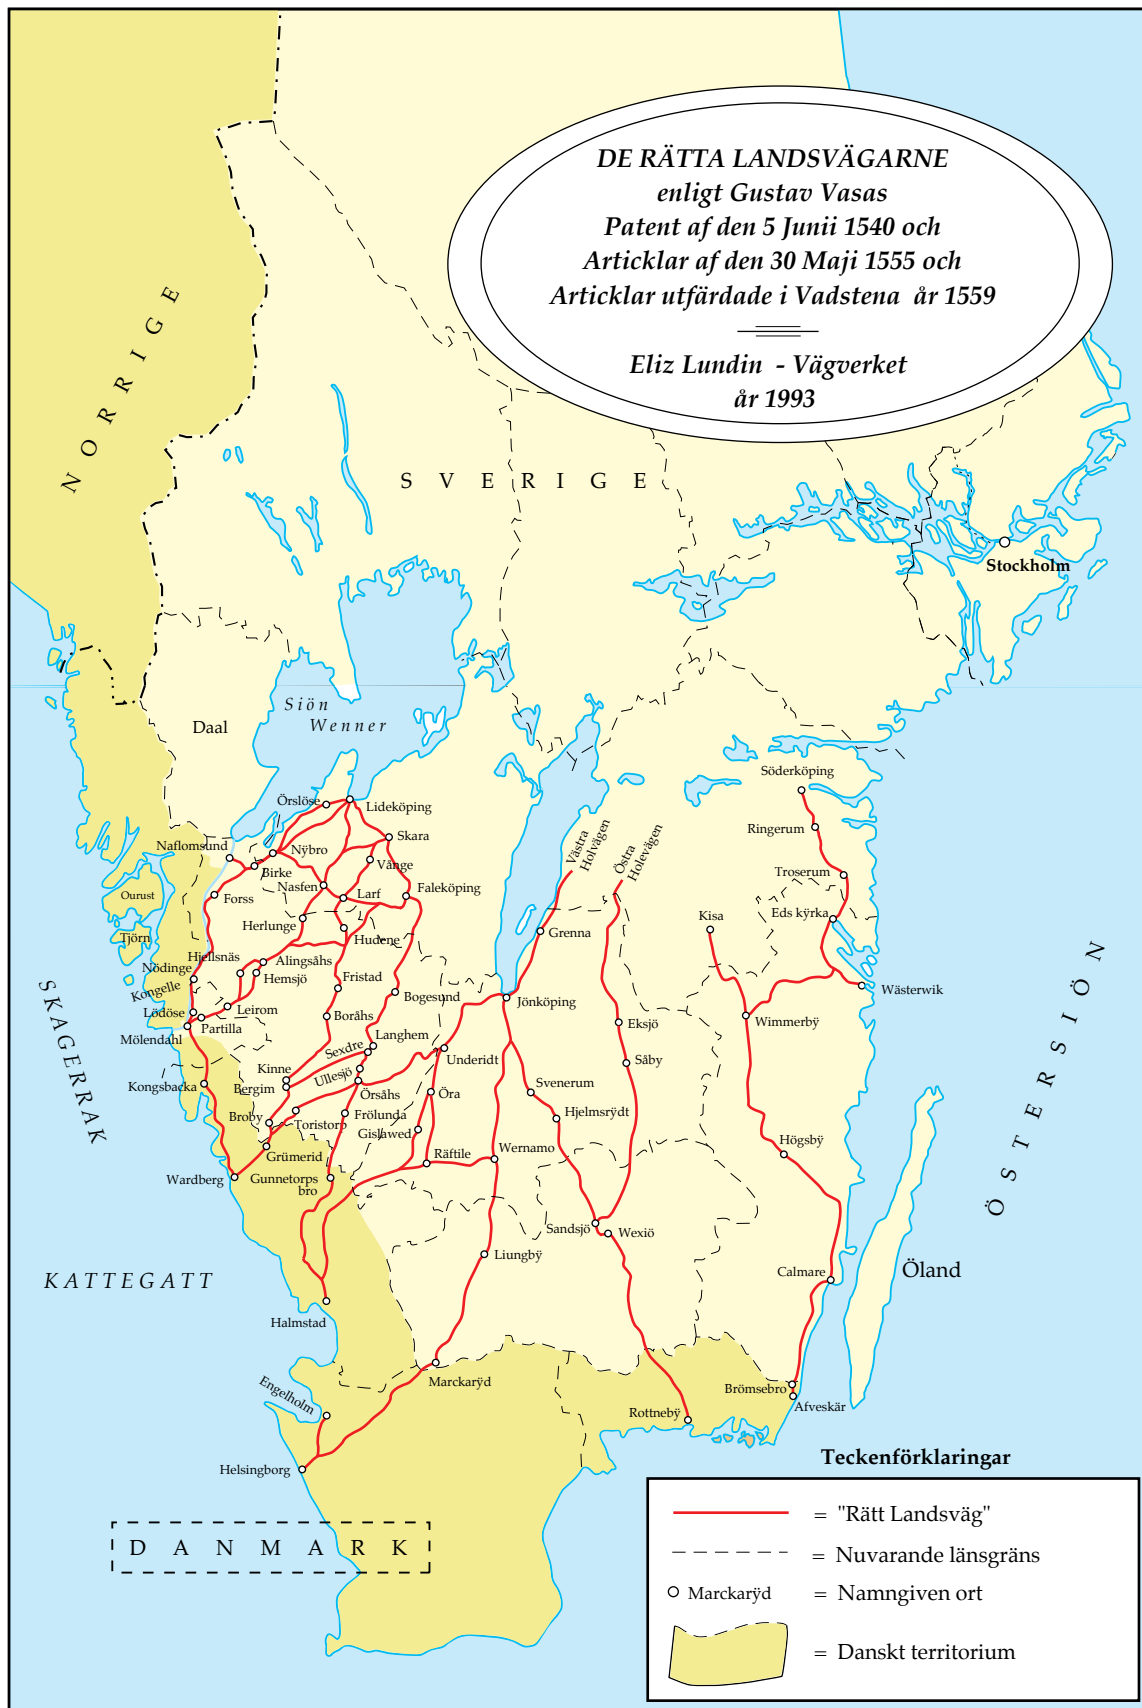 DE RÄTTA LANDSVÄGARNE
enligt Gustav Vasas
Patent af den 5 Junii 1540 och
Articklar af den 30 Maji 1555 och
Articklar utfärdade i Vadstena år 1559
Eliz Lundin - Vägverket
år 1993
NORRIGE
SVERIGE
Stockholm
Siön
Wenner
Daal
Söderköping
Örslöse
Lideköping
Ringerum
Skara
Västra
Holvägen
Östra
Holevägen
Naflomsund
Nÿbro
Vånge
Birke
Troserum
Nasfen
Larf
Faleköping
Ourust
Forss
Kisa
Eds kÿrka
Herlunge
Grenna
Tjörn
Hudene
Hjellsnäs
Alingsåhs
Nödinge
Hemsjö
Kongelle
Fristad
Wästerwik
Bogesund
Jönköping
Leirom
Lödöse
Partilla
Boråhs
Eksjö
Wimmerbÿ
Mölendahl
Langhem
Sexdre
Underidt
Såby
SKAGERRAK
ÖSTERSIÖN
Kinne
Ullesjö
Kongsbacka
Bergim
Örsåhs
Öra
Svenerum
Broby
Toristorp
Frölunda
Hjelmsrÿdt
Gislawed
Grümerid
Räftile
Wernamo
Högsbÿ
Wardberg
Gunnetorps
bro
Sandsjö
Wexiö
Liungbÿ
KATTEGATT
Calmare
Öland
Halmstad
Marckarÿd
Engelholm
Brömsebro
Afveskär
Rottnebÿ
Helsingborg
DANMARK
Teckenförklaringar
= "Rätt Landsväg"
= Nuvarande länsgräns
Marckarÿd = Namngiven ort
= Danskt territorium